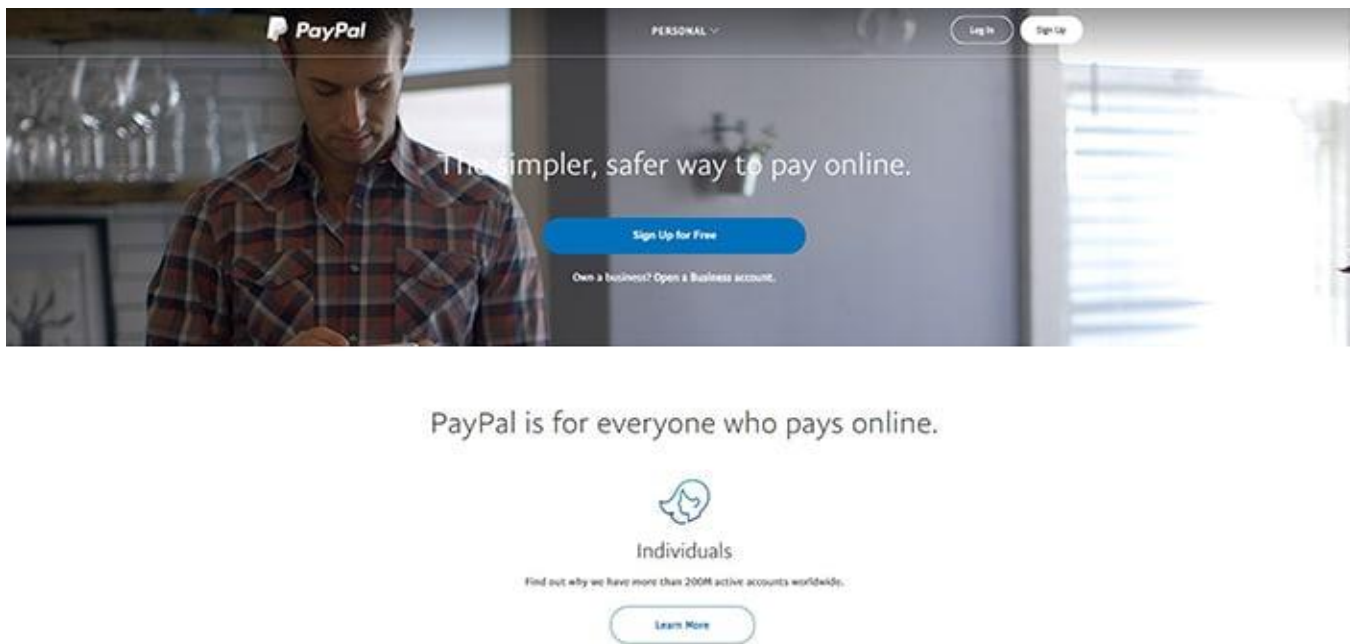 PayPal
PERSONAL
Log In
Sign Up
The simpler, safer way to pay online.
Sign Up for Free
Own a business? Open a Business account.
PayPal is for everyone who pays online.
Individuals
Find out why we have more than 200M active accounts worldwide.
Learn More